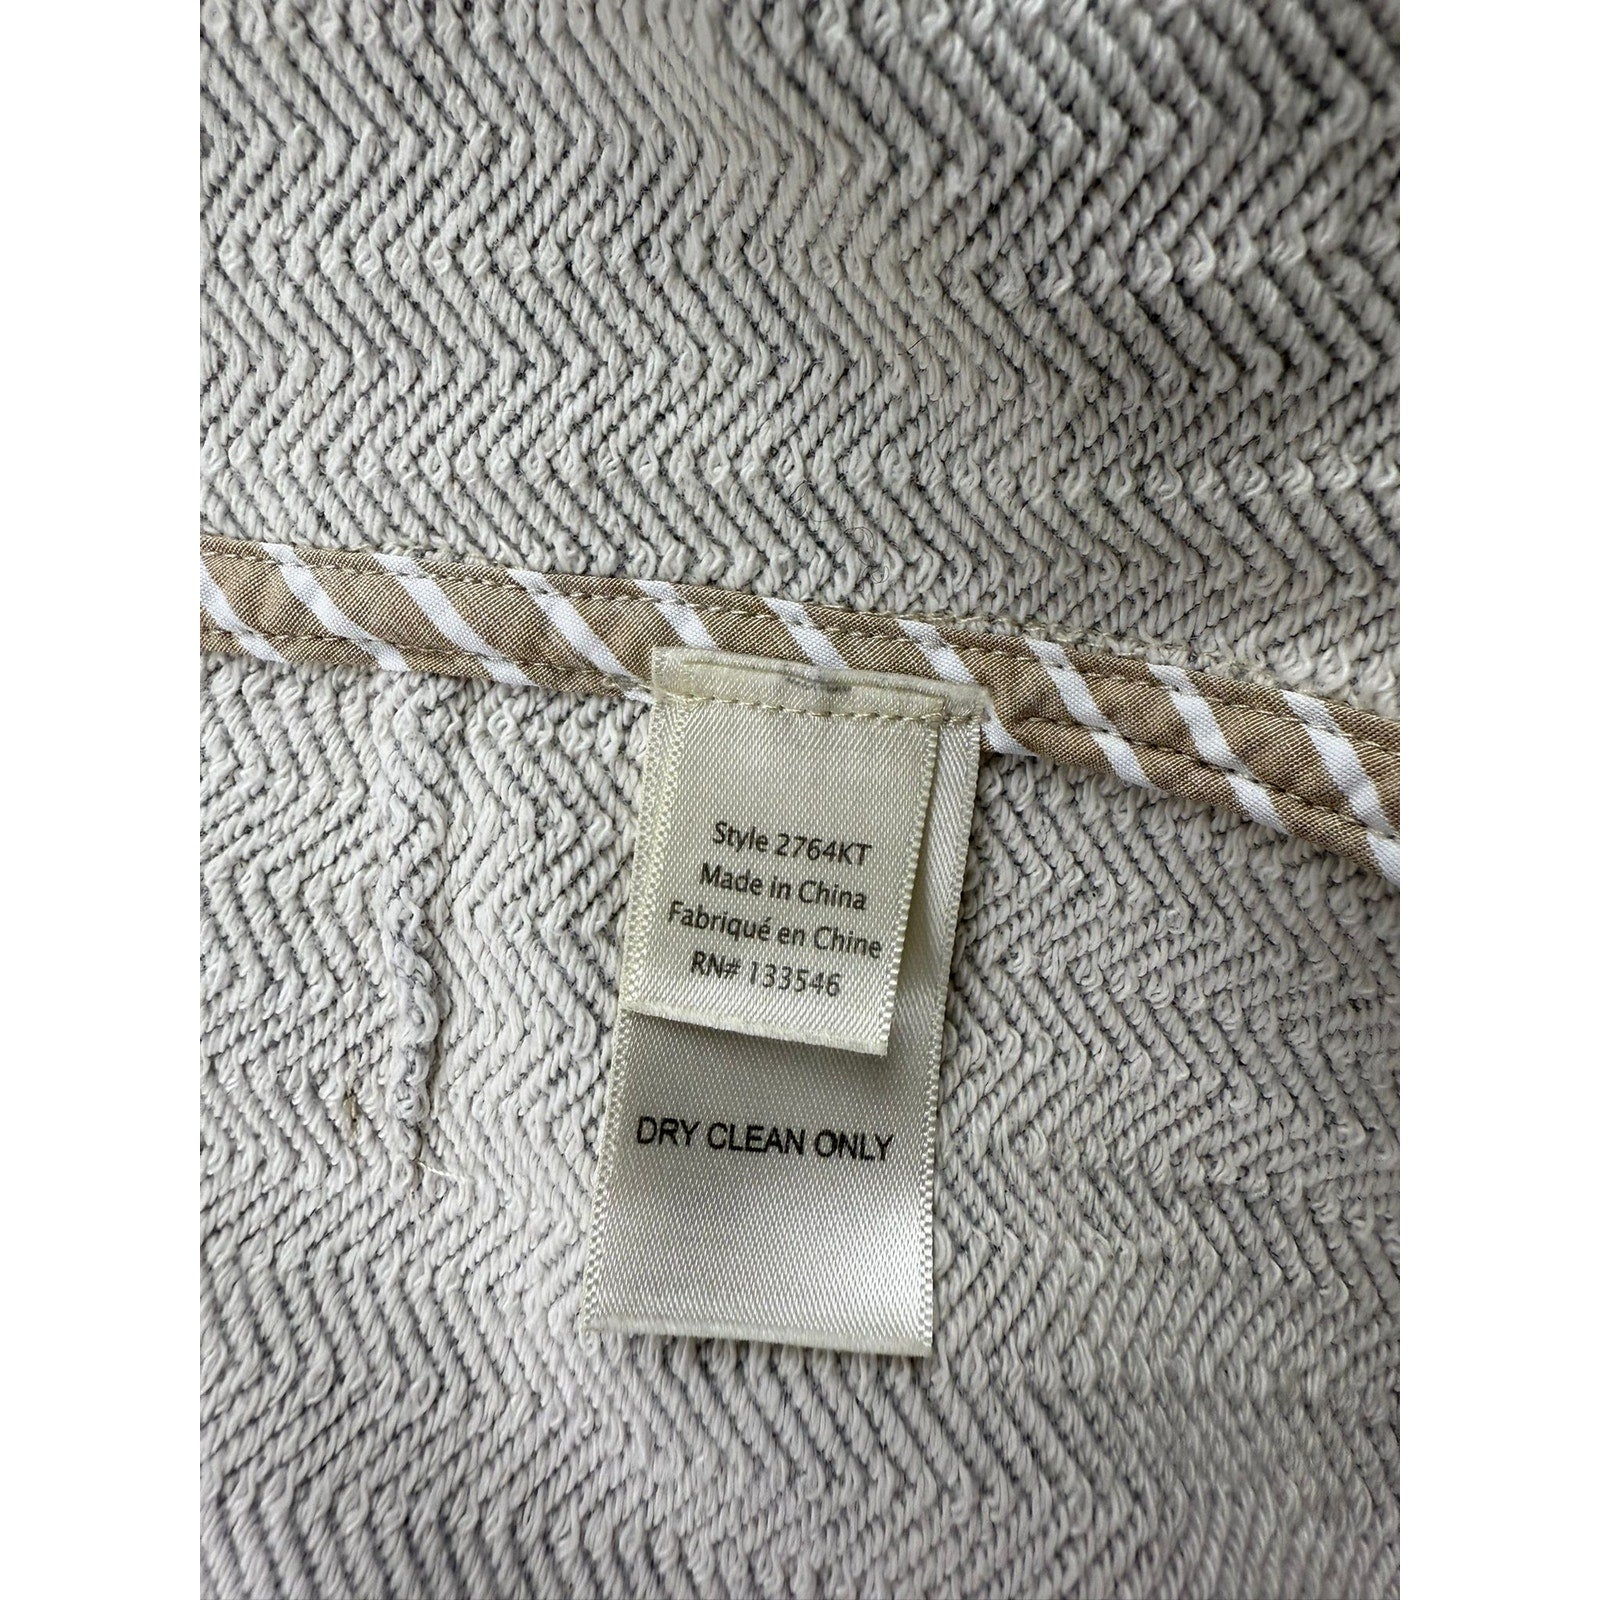 Style 2764KT
Made in China
Fabriqué en Chine
RN# 133546
DRY CLEAN ONLY